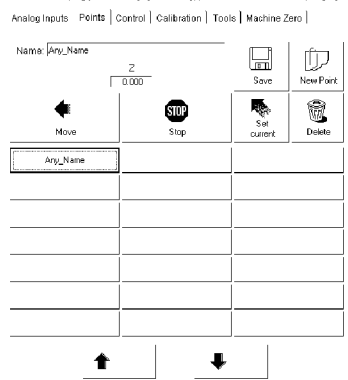 Analog Inputs Points Control Calibration Tools Machine Zero
Name: Any_Name
Z
0.000
Save New Point
STOP
Move Stop Set current Delete
Any_Name